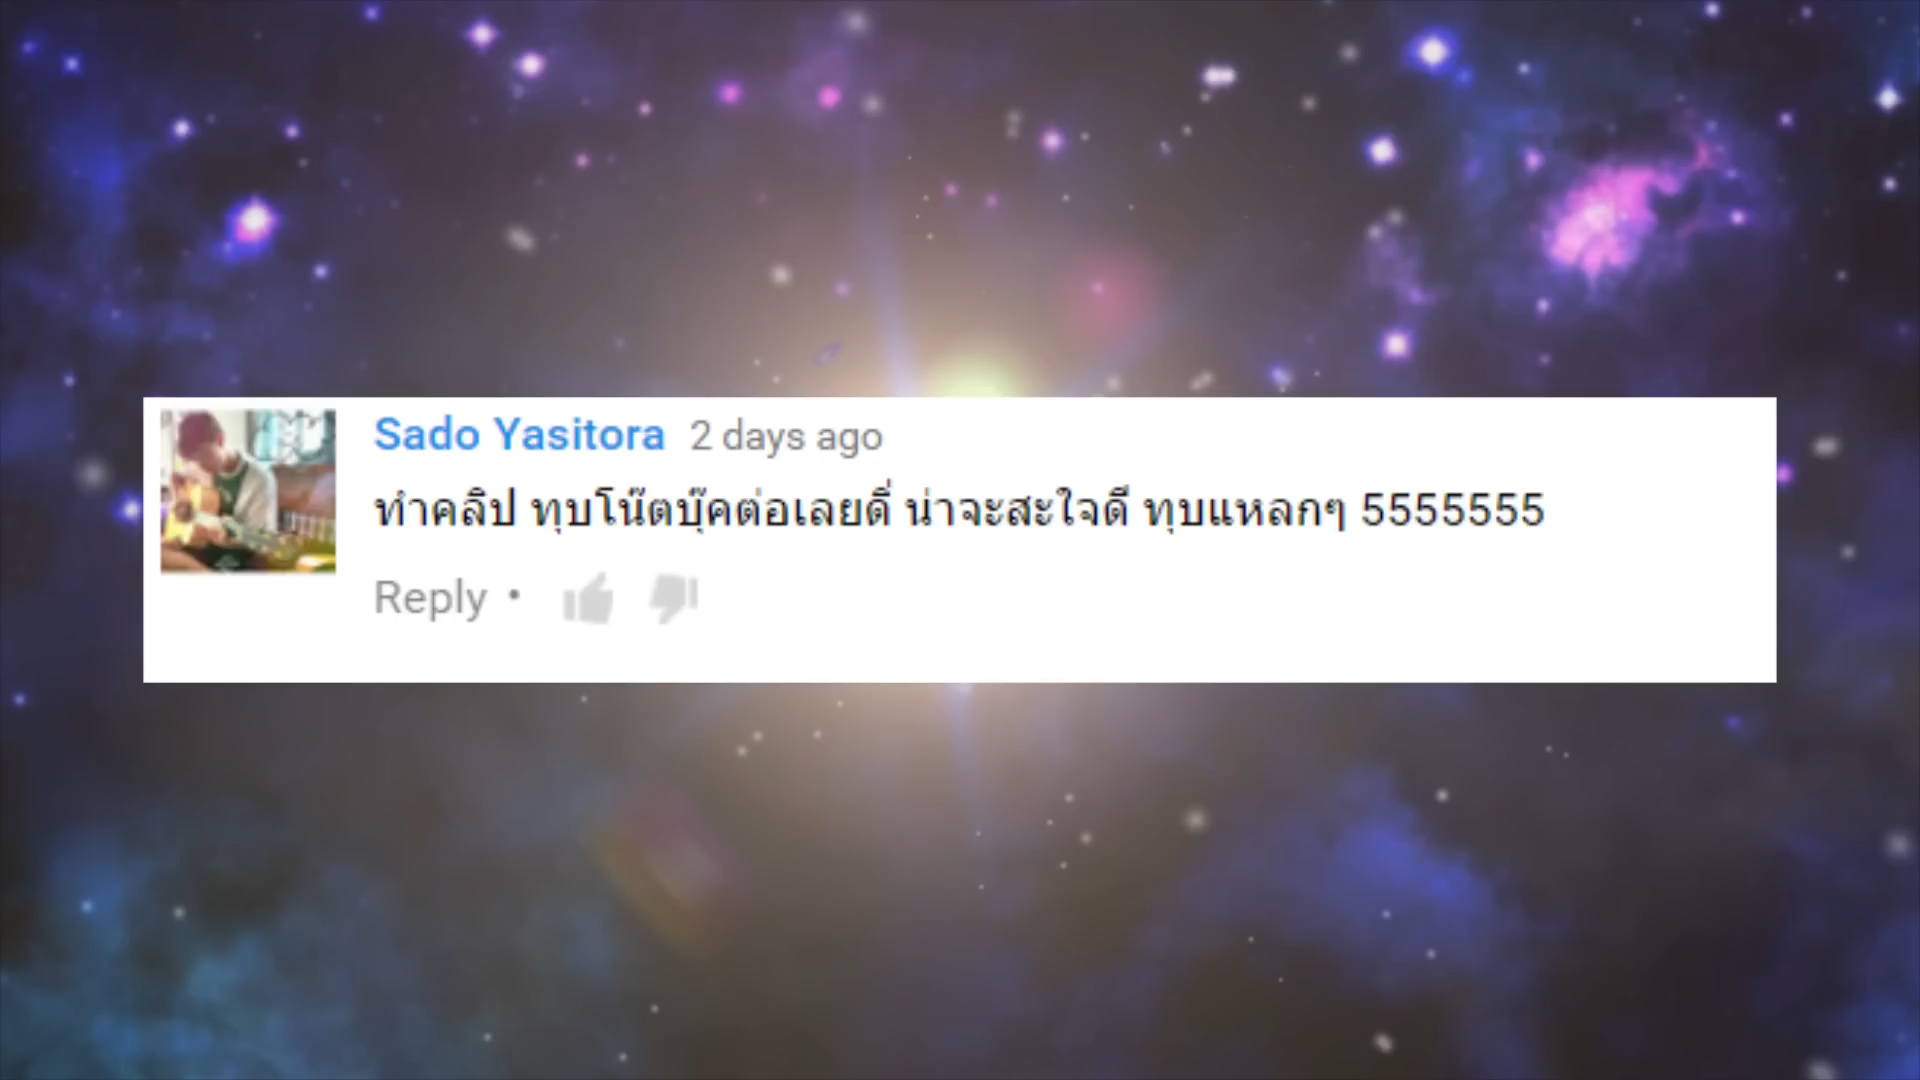 Sado Yasitora 2 days ago
ทำคลิป ทุบโน๊ตบุ๊คต่อเลยดิ่ น่าจะสะใจดี ทุบแหลกๆ 5555555
Reply •